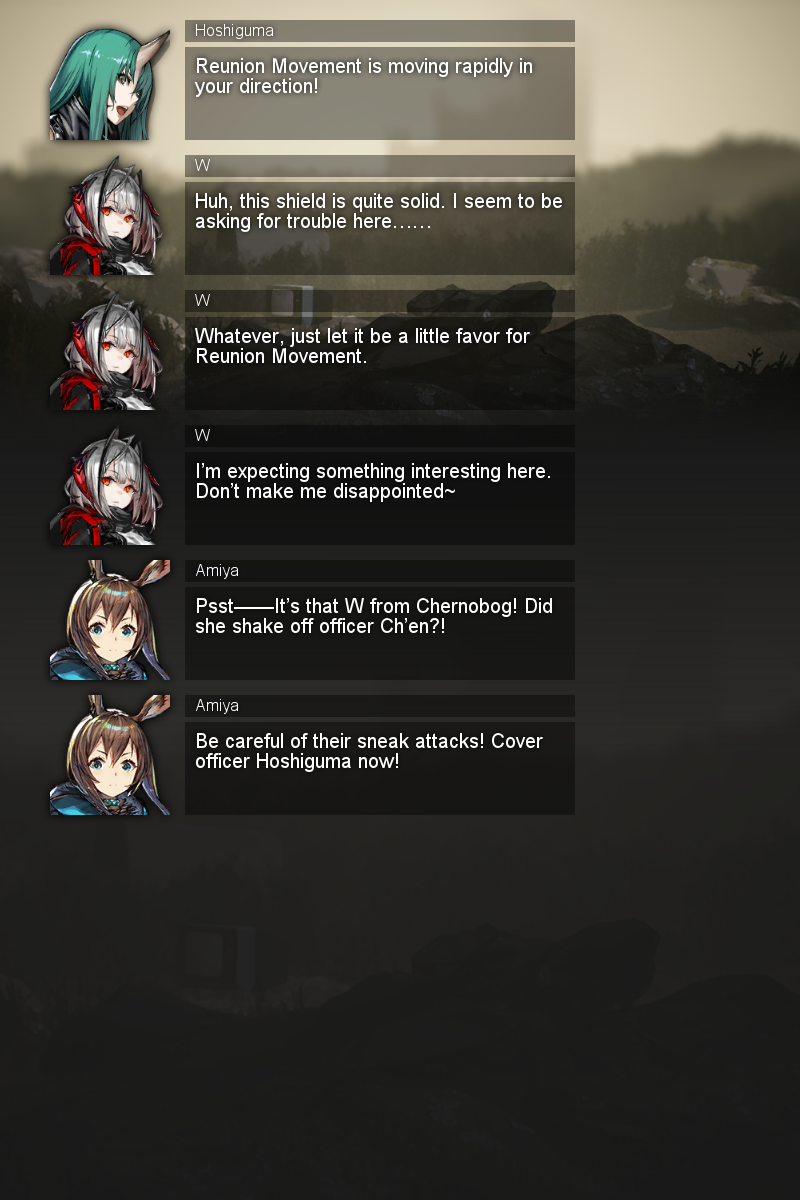 Hoshiguma
Reunion Movement is moving rapidly in
your direction!
W
Huh, this shield is quite solid. I seem to be
asking for trouble here……
W
Whatever, just let it be a little favor for
Reunion Movement.
W
I’m expecting something interesting here.
Don’t make me disappointed~
Amiya
Psst——It’s that W from Chernobog! Did
she shake off officer Ch’en?!
Amiya
Be careful of their sneak attacks! Cover
officer Hoshiguma now!